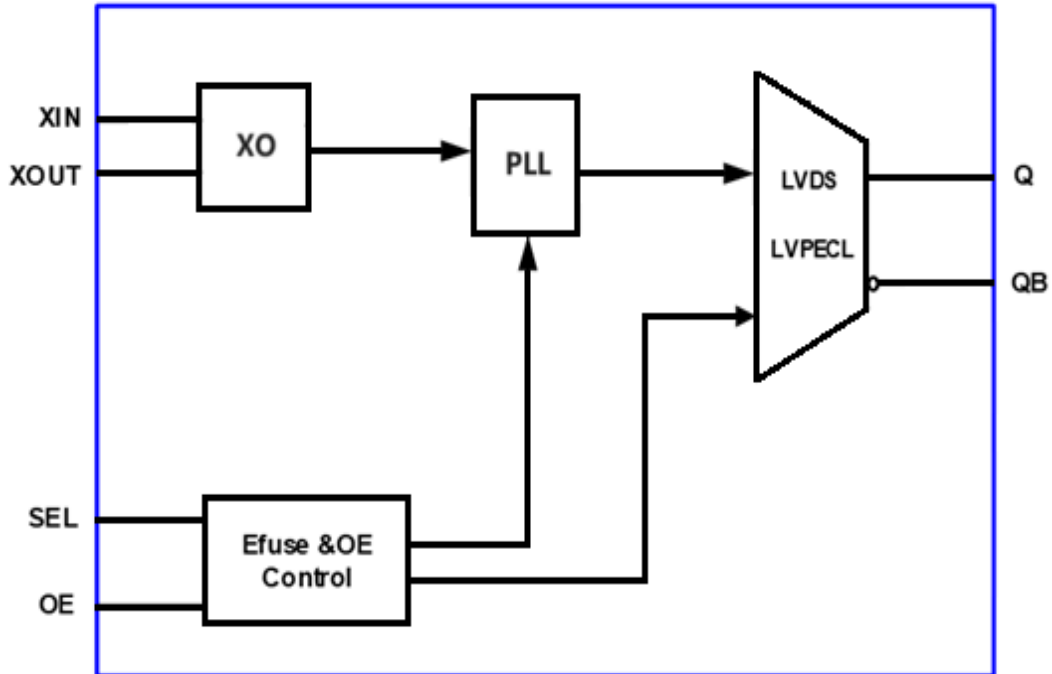 XIN
XOUT
XO
PLL
LVDS
LVPECL
Q
QB
SEL
OE
Efuse &OE
Control